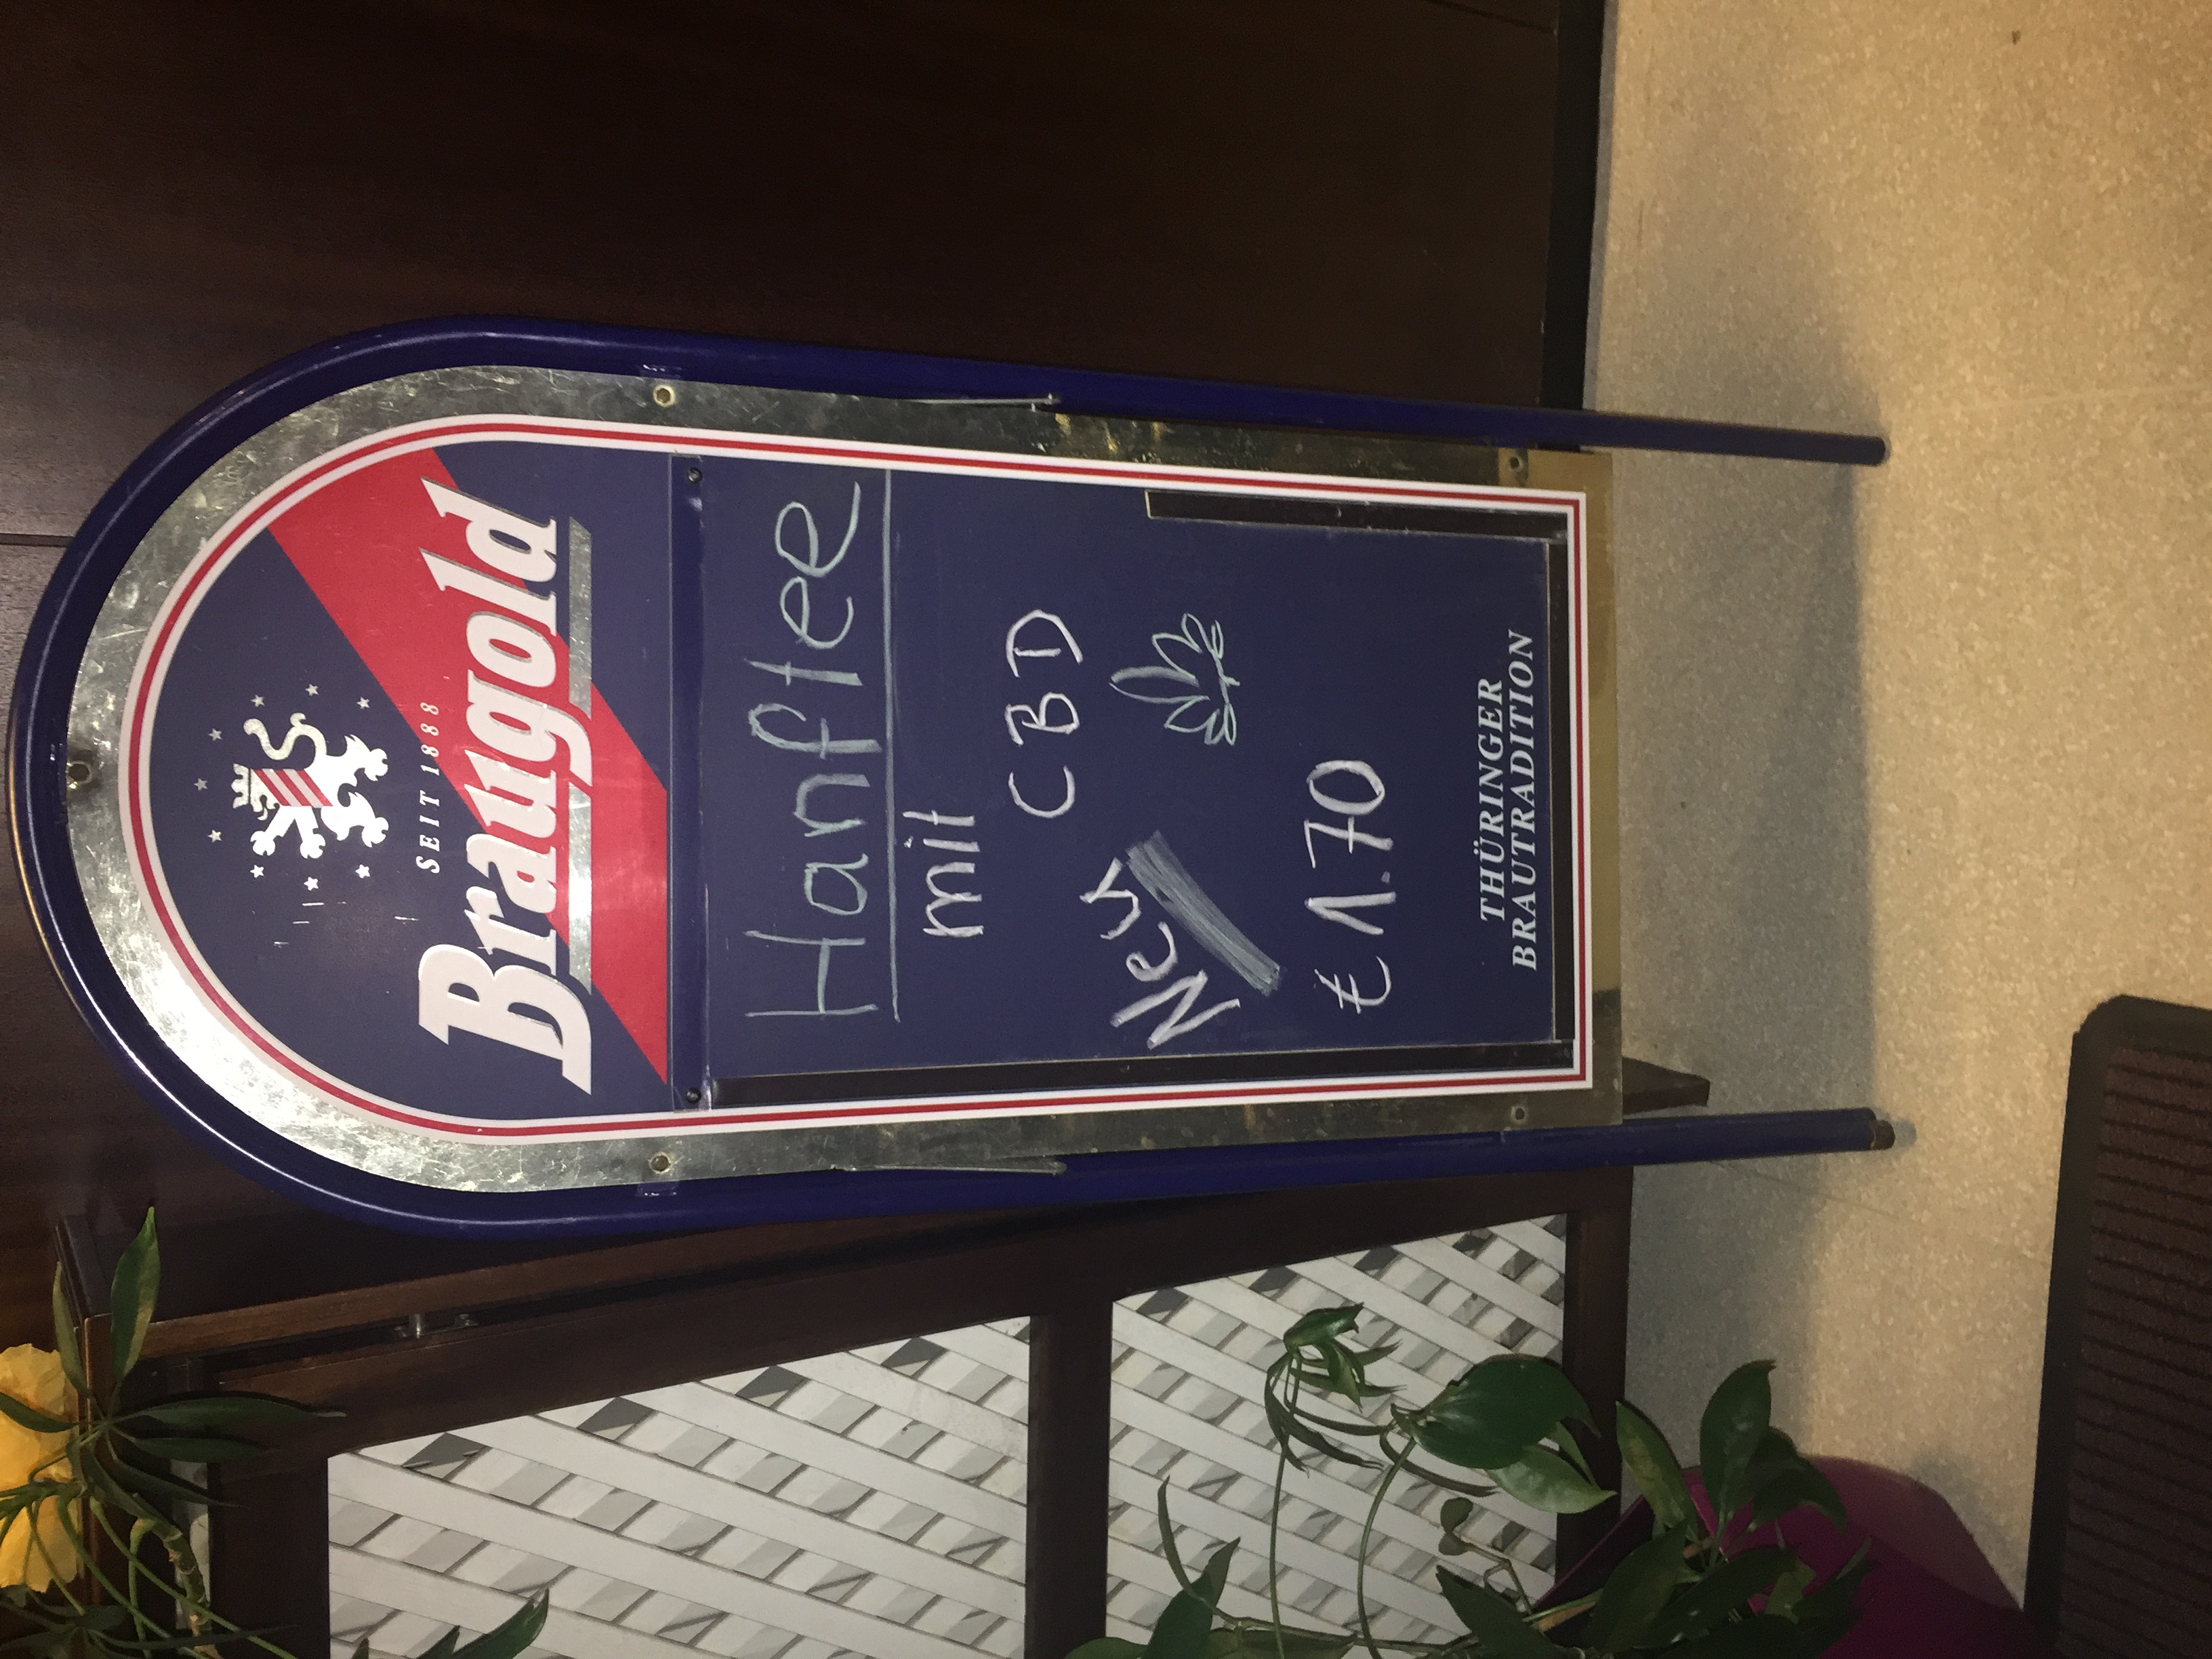 SEIT 1888
Braugold
Hanftee
mit
CBD
Neu
€ 1.70
THÜRINGER
BRAUTRADITION